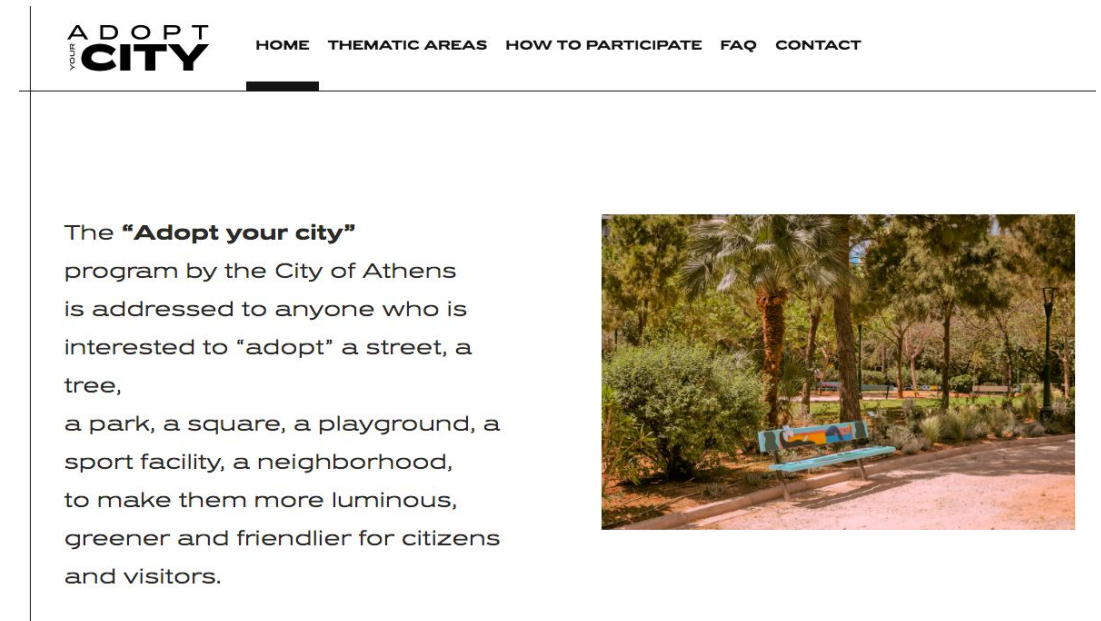 ADOPT
YOUR
CITY
HOME THEMATIC AREAS HOW TO PARTICIPATE FAQ CONTACT
The “Adopt your city”
program by the City of Athens
is addressed to anyone who is
interested to “adopt” a street, a
tree,
a park, a square, a playground, a
sport facility, a neighborhood,
to make them more luminous,
greener and friendlier for citizens
and visitors.